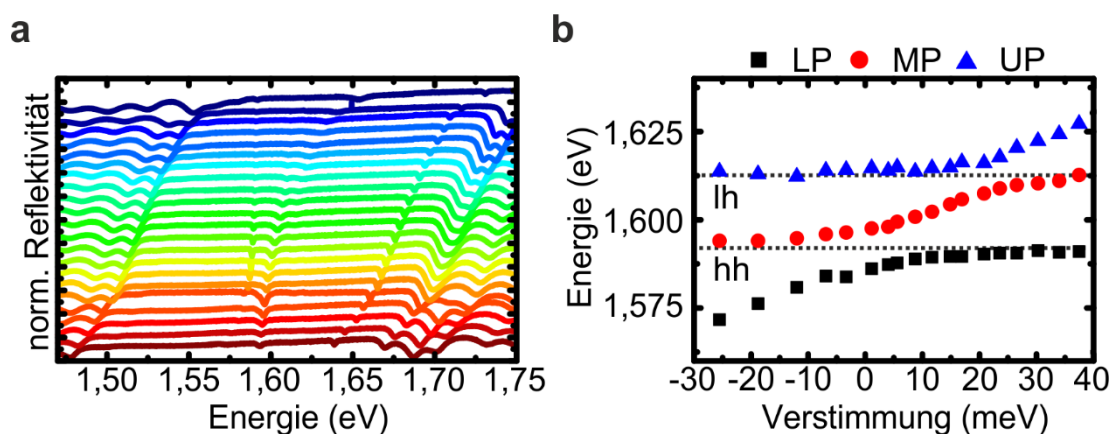 a
norm. Reflektivität
1,50 1,55 1,60 1,65 1,70 1,75
Energie (eV)
b
LP MP UP
Energie (eV)
1,625
1,600
1,575
lh
hh
-30 -20 -10 0 10 20 30 40
Verstimmung (meV)